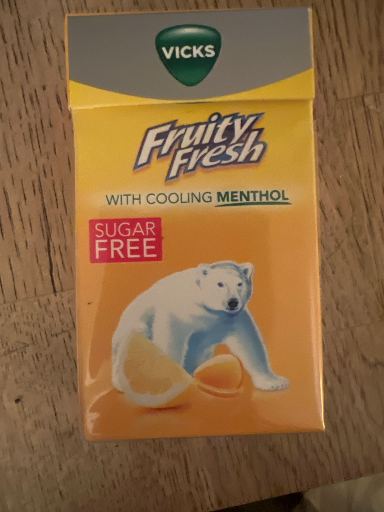 VICKS
Fruity
Fresh
WITH COOLING MENTHOL
SUGAR
FREE